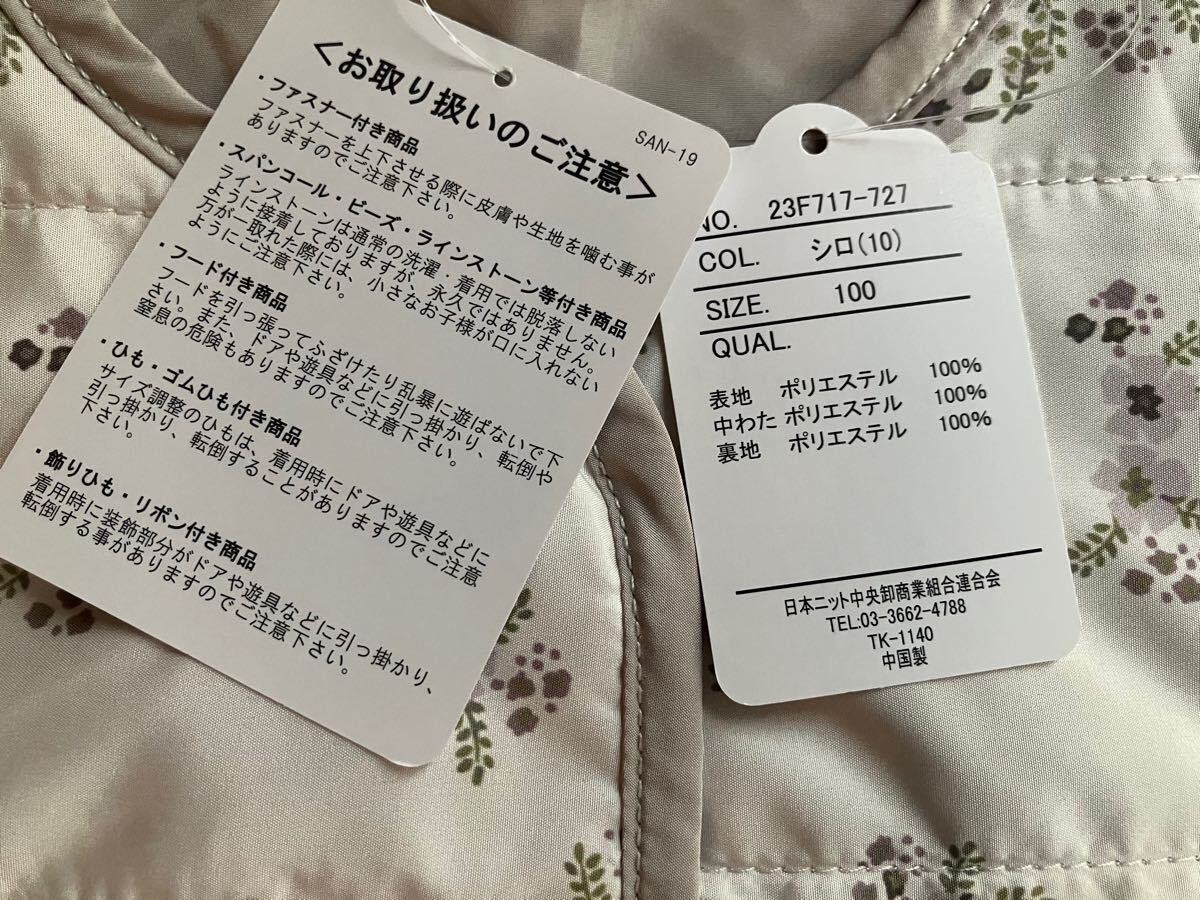 SAN-19
＜お取り扱いのご注意＞
・ファスナー付き商品
ファスナーを上下させる際に皮膚や生地を噛む事が
ありますのでご注意下さい。
・スパンコール・ビーズ・ラインストーン等付き商品
ラインストーンは通常の洗濯・着用では脱落しない
ように接着しておりますが、永久ではありません。
万が一取れた際には、小さなお子様が口に入れない
ようにご注意下さい。
・フード付き商品
フードを引っ張ってふざけたり乱暴に遊ばないで下
さい。また、ドアや遊具などに引っ掛かり、転倒や
窒息の危険もありますのでご注意下さい。
・ひも・ゴムひも付き商品
サイズ調整のひもは、着用時にドアや遊具などに
引っ掛かり、転倒することがありますのでご注意
下さい。
・飾りひも・リボン付き商品
着用時に装飾部分がドアや遊具などに引っ掛かり、
転倒する事がありますのでご注意下さい。
NO. 23F717-727
COL. シロ(10)
SIZE. 100
QUAL.
表地 ポリエステル 100%
中わた ポリエステル 100%
裏地 ポリエステル 100%
日本ニット中央卸商業組合連合会
TEL:03-3662-4788
TK-1140
中国製